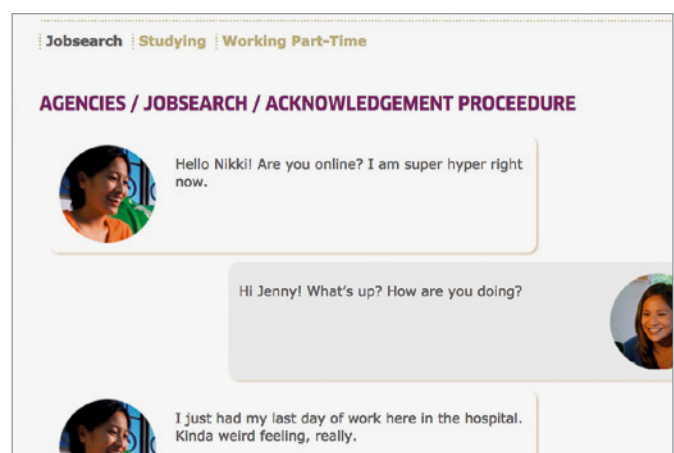 Jobsearch Studying Working Part-Time
AGENCIES / JOBSEARCH / ACKNOWLEDGEMENT PROCEEDURE
Hello Nikki! Are you online? I am super hyper right
now.
Hi Jenny! What's up? How are you doing?
I just had my last day of work here in the hospital.
Kinda weird feeling, really.